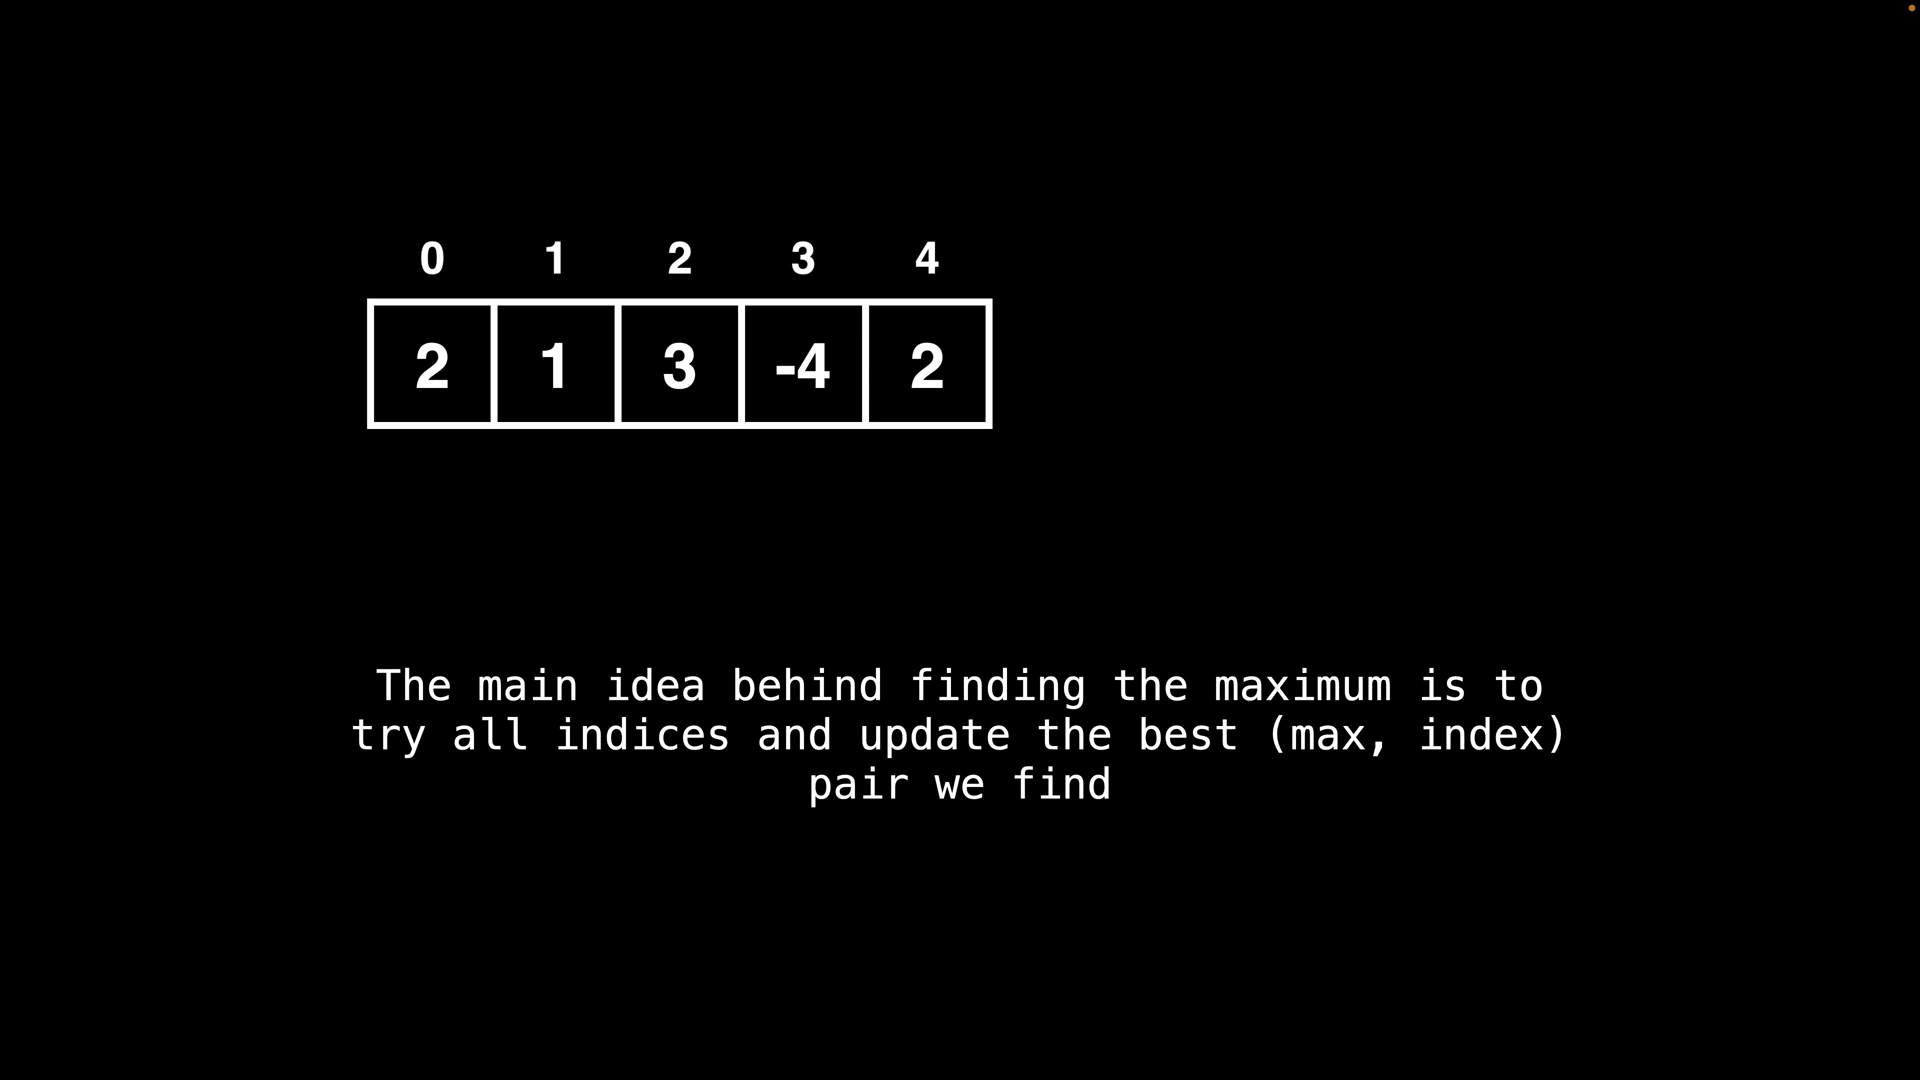 0 1 2 3 4
2 1 3 -4 2
The main idea behind finding the maximum is to
try all indices and update the best (max, index)
pair we find